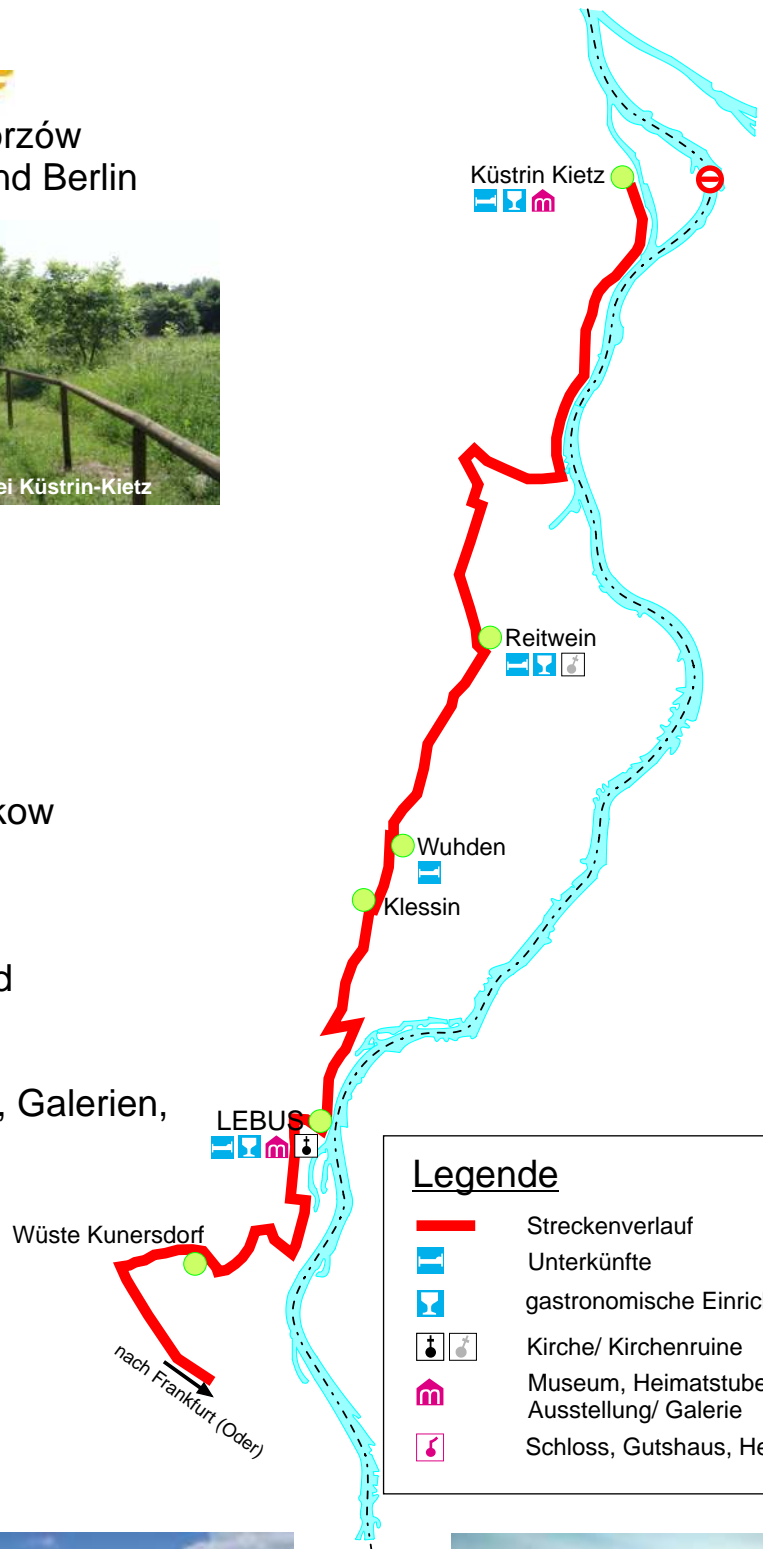 orzów
nd Berlin
ei Küstrin-Kietz
kow
d
, Galerien,
Küstrin Kietz
Reitwein
Wuhden
Klessin
LEBUS
Wüste Kunersdorf
nach Frankfurt (Oder)
Legende
Streckenverlauf
Unterkünfte
gastronomische Einric
Kirche/ Kirchenruine
Museum, Heimatstube
Ausstellung/ Galerie
Schloss, Gutshaus, He